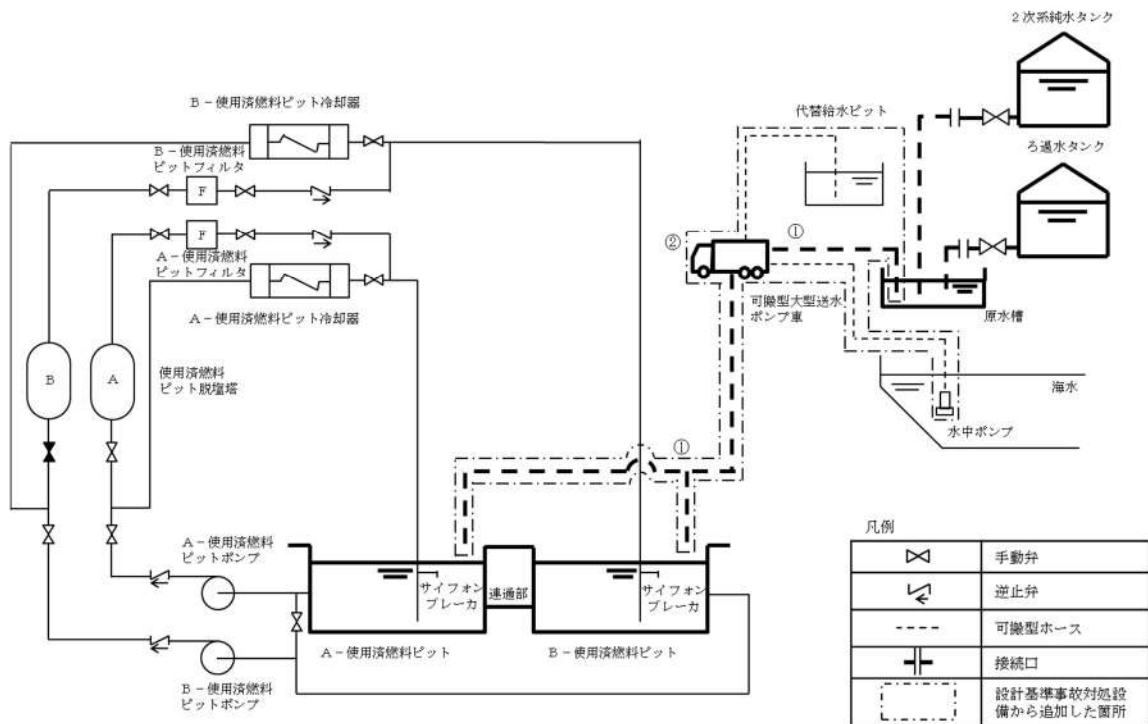 2次系純水タンク
B-使用済燃料ピット冷却器
代替給水ピット
B-使用済燃料
ピットフィルタ
ろ過水タンク
F
F
①
②
A-使用済燃料
ピットフィルタ
可搬型大型送水
ポンプ車
原水槽
A-使用済燃料ピット冷却器
B
A
使用済燃料
ピット脱塩塔
海水
水中ポンプ
①
凡例
A-使用済燃料
ピットポンプ
手動弁
サイフォン
ブレーカ
連通部
サイフォン
ブレーカ
逆止弁
可搬型ホース
A-使用済燃料ピット
B-使用済燃料ピット
接続口
B-使用済燃料
ピットポンプ
設計基準事故対処設
備から追加した箇所